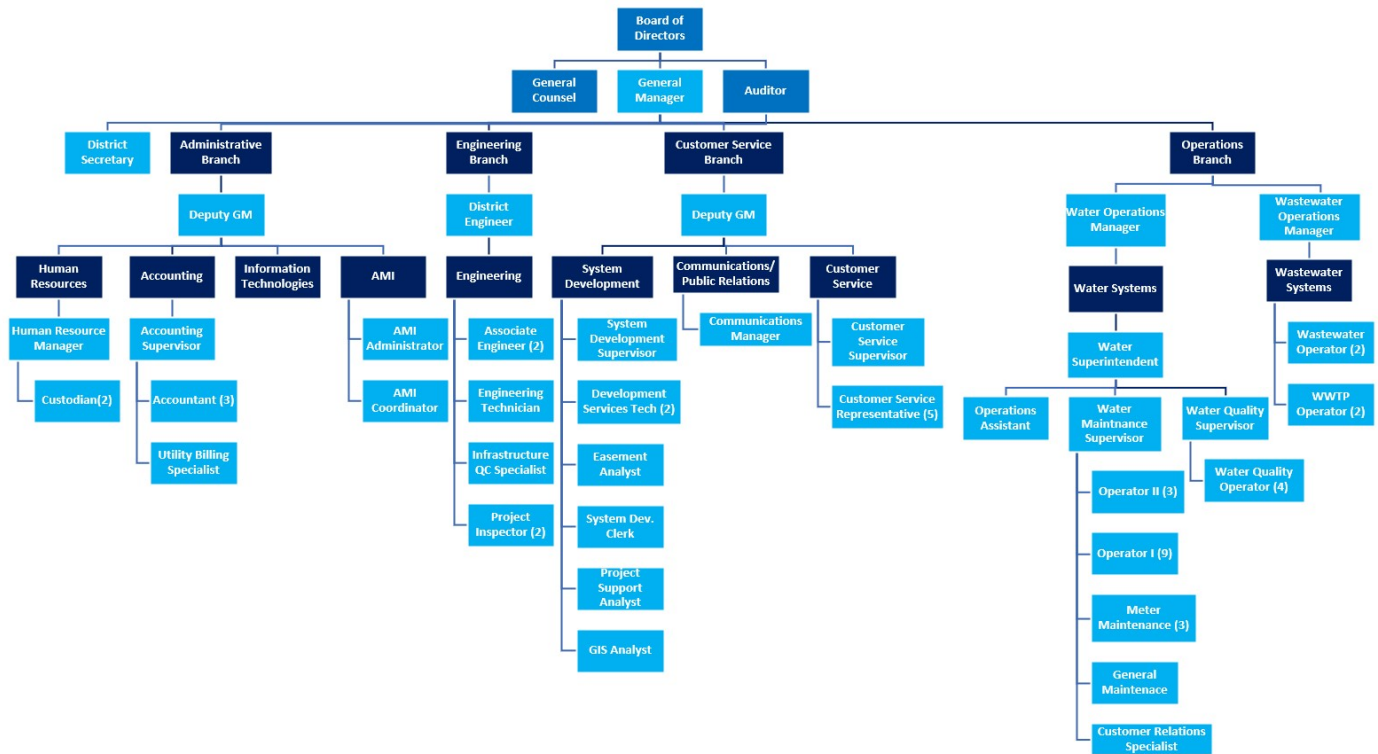 Board of
Directors
General
Counsel
General
Manager
Auditor
District
Secretary
Administrative
Branch
Engineering
Branch
Customer Service
Branch
Operations
Branch
Deputy GM
District
Engineer
Deputy GM
Water Operations
Manager
Wastewater
Operations
Manager
Human
Resources
Accounting
Information
Technologies
AMI
Engineering
System
Development
Communications/
Public Relations
Customer
Service
Water Systems
Wastewater
Systems
Human Resource
Manager
Custodian(2)
Accounting
Supervisor
Accountant (3)
Utility Billing
Specialist
AMI
Administrator
AMI
Coordinator
Associate
Engineer (2)
Engineering
Technician
Infrastructure
QC Specialist
Project
Inspector (2)
System
Development
Supervisor
Development
Services Tech (2)
Easement
Analyst
System Dev.
Clerk
Project
Support
Analyst
GIS Analyst
Communications
Manager
Customer
Service
Supervisor
Customer Service
Representative (5)
Water
Superintendent
Operations
Assistant
Water
Maintnance
Supervisor
Water Quality
Supervisor
Operator II (3)
Operator I (9)
Meter
Maintenance (3)
General
Maintenace
Customer Relations
Specialist
Water Quality
Operator (4)
Wastewater
Operator (2)
WWTP
Operator (2)